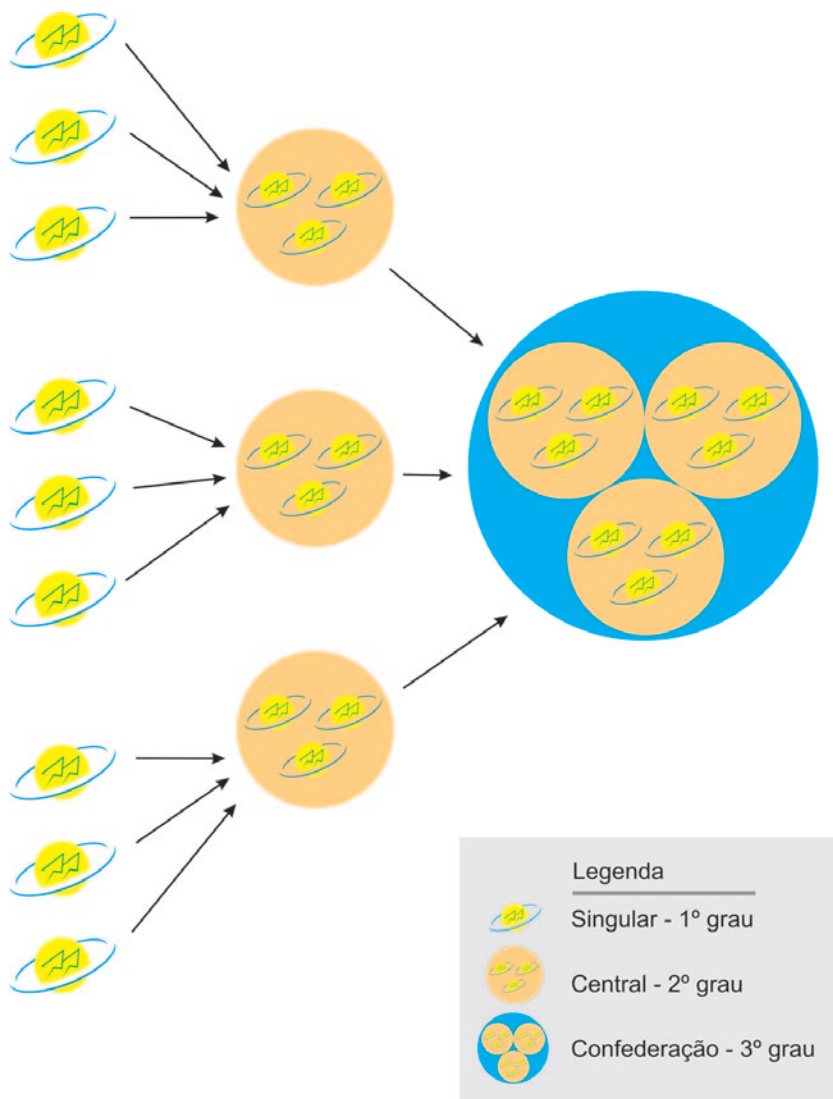 Legenda
Singular - 1º grau
Central - 2º grau
Confederação - 3º grau